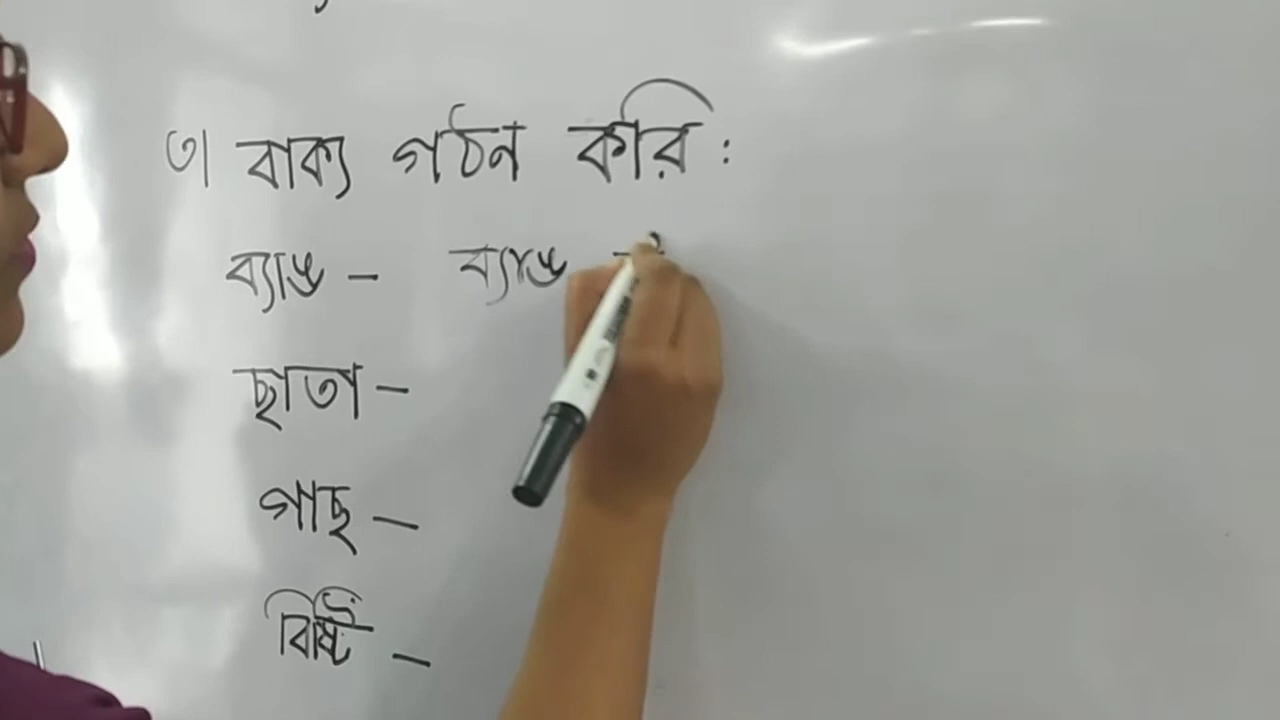 ৩। বাক্য গঠন করি :
ব্যাঙ - ব্যাঙ
ছাতা -
গাছ -
বিষ্টি -